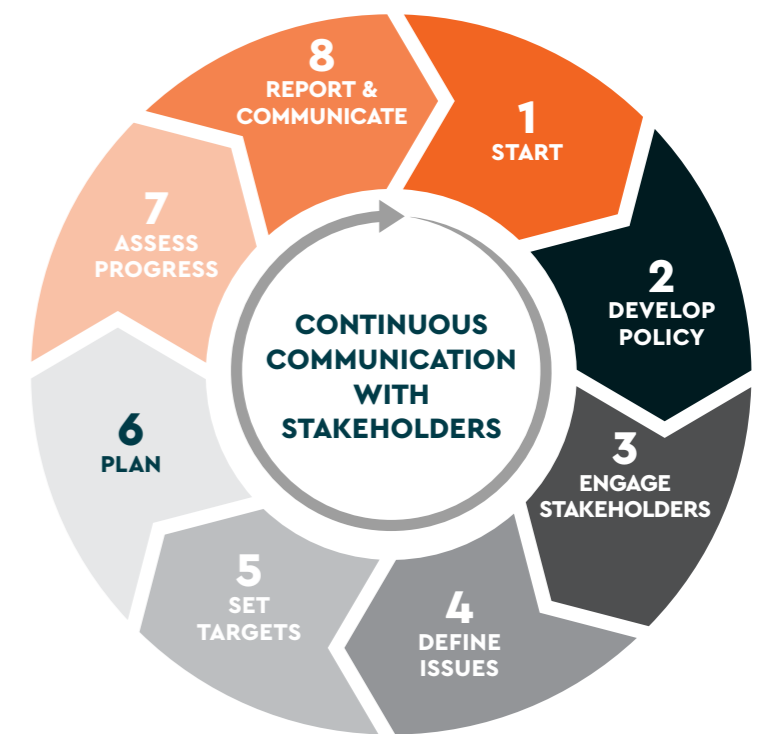 1
START
2
DEVELOP
POLICY
3
ENGAGE
STAKEHOLDERS
4
DEFINE
ISSUES
5
SET
TARGETS
6
PLAN
7
ASSESS
PROGRESS
8
REPORT &
COMMUNICATE
CONTINUOUS
COMMUNICATION
WITH
STAKEHOLDERS